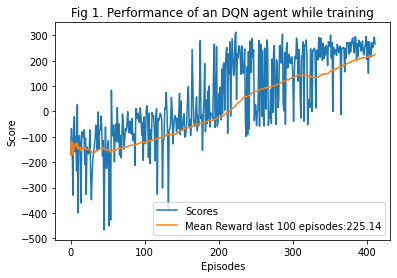 Fig 1. Performance of an DQN agent while training
300
200
100
0
−100
−200
−300
−400
−500
Score
0
100
200
300
400
Episodes
Scores
Mean Reward last 100 episodes:225.14